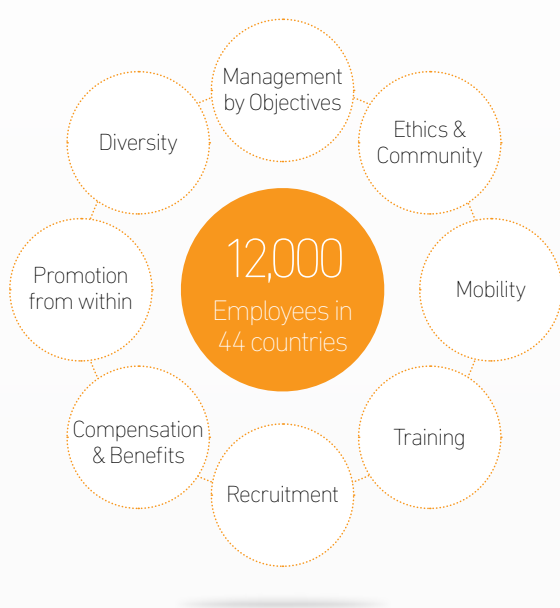 Management
by Objectives
Ethics &
Community
Diversity
12,000
Employees in
44 countries
Mobility
Promotion
from within
Training
Compensation
& Benefits
Recruitment